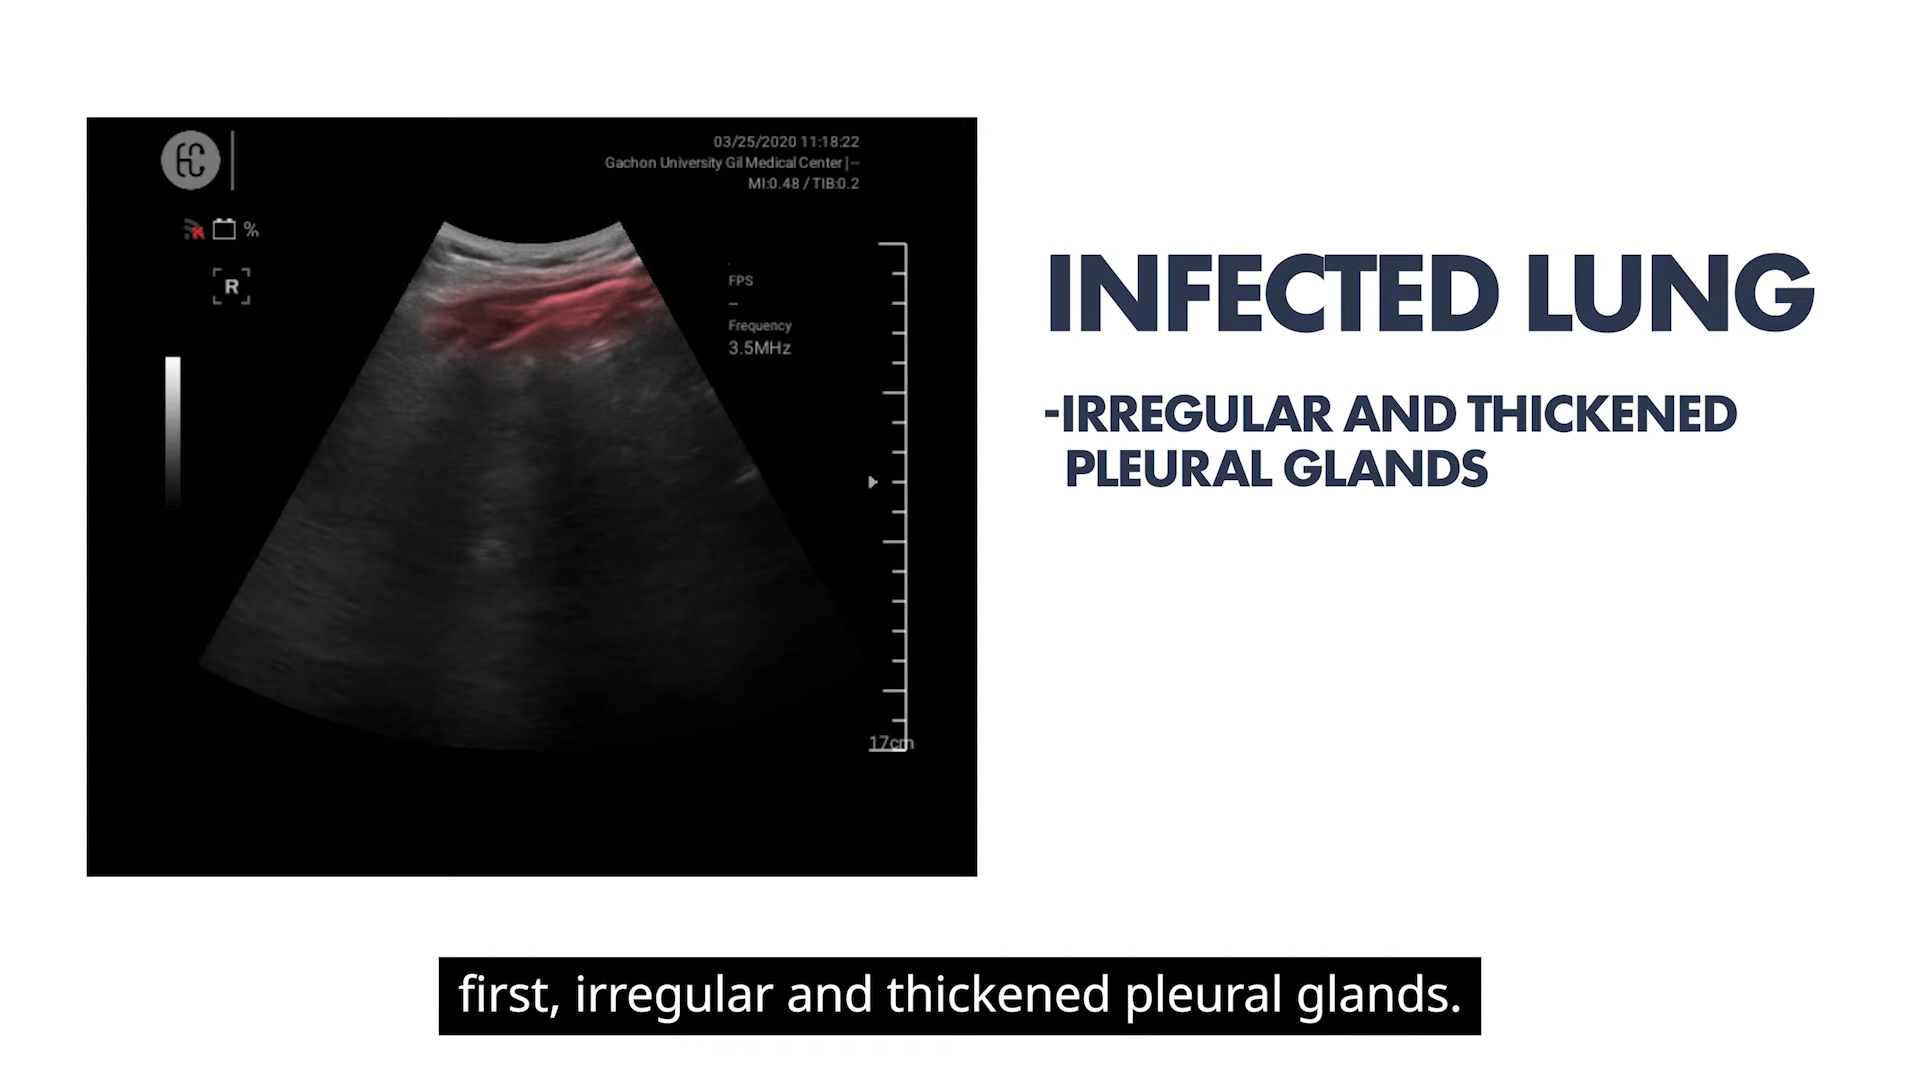 EC
03/25/2020 11:18:22
Gachon University Gil Medical Center | --
MI:0.48 / TIB:0.2
%
R
FPS
--
Frequency
3.5MHz
17cm
INFECTED LUNG
-IRREGULAR AND THICKENED
PLEURAL GLANDS
first, irregular and thickened pleural glands.